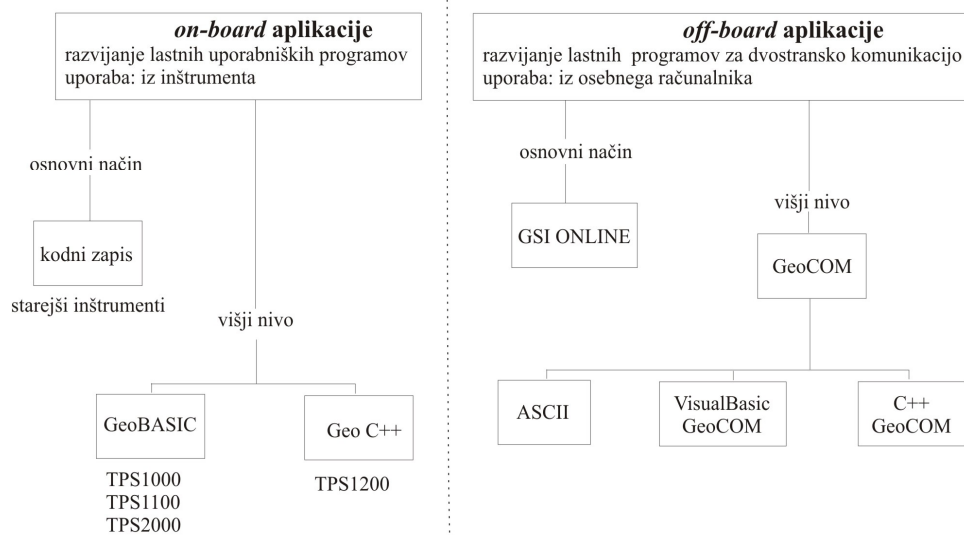 on-board aplikacije
razvijanje lastnih uporabniških programov
uporaba: iz inštrumenta
osnovni način
kodni zapis
starejši inštrumenti
višji nivo
GeoBASIC
TPS1000
TPS1100
TPS2000
Geo C++
TPS1200
off-board aplikacije
razvijanje lastnih programov za dvostransko komunikacijo
uporaba: iz osebnega računalnika
osnovni način
GSI ONLINE
višji nivo
GeoCOM
ASCII
VisualBasic
GeoCOM
C++
GeoCOM